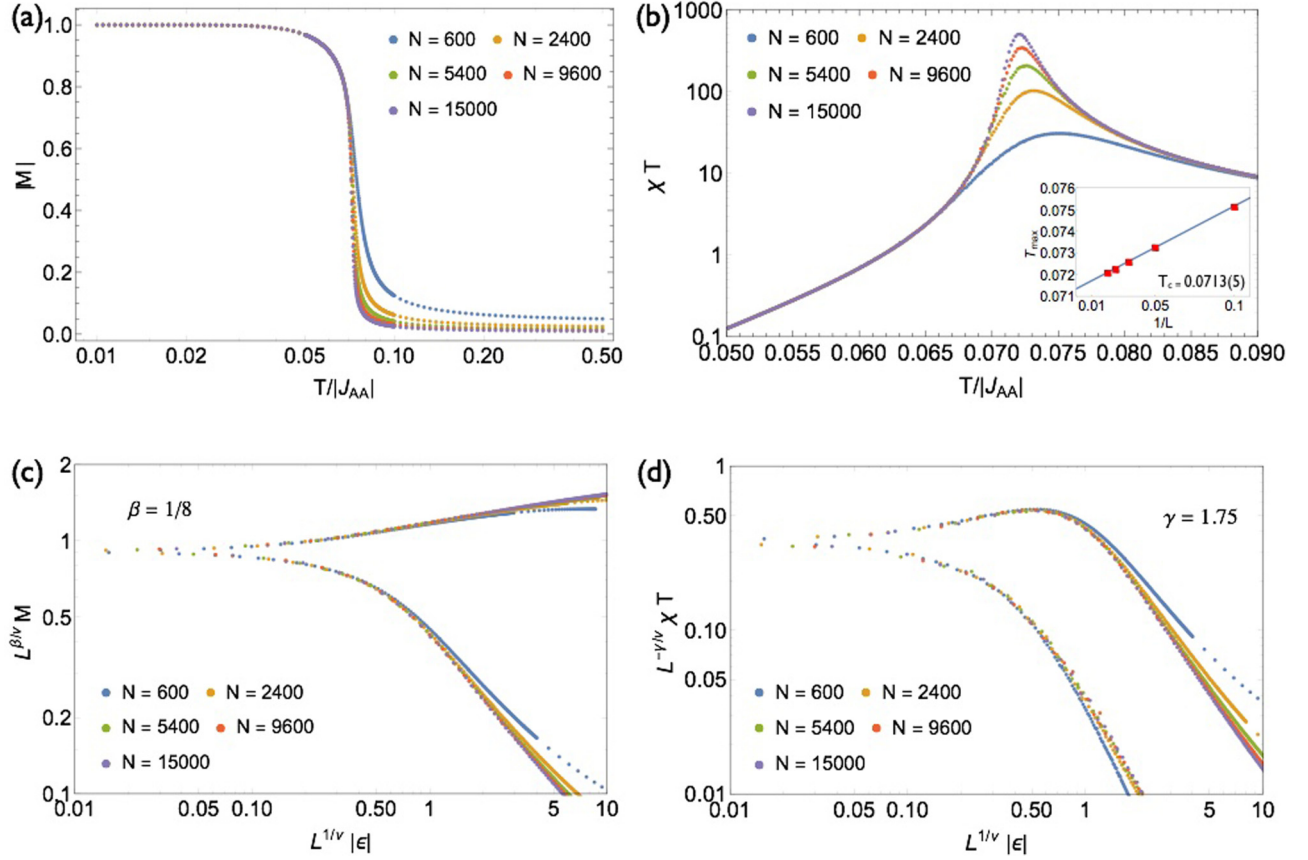 (a)
1.0
0.8
0.6
0.4
0.2
0.0
|M|
N = 600 N = 2400
N = 5400 N = 9600
N = 15000
0.01 0.02 0.05 0.10 0.20 0.50
T/|J_AA|
(b)
1000
100
10
1
0.1
χ T
N = 600 N = 2400
N = 5400 N = 9600
N = 15000
0.076
0.075
0.074
0.073
0.072
0.071
T_max
T_c = 0.0713(5)
0.01 0.05 0.1
1/L
0.050 0.055 0.060 0.065 0.070 0.075 0.080 0.085 0.090
T/|J_AA|
(c)
2
1
0.5
0.2
0.1
L^{β/ν} M
β = 1/8
N = 600 N = 2400
N = 5400 N = 9600
N = 15000
0.01 0.05 0.10 0.50 1 5 10
L^{1/ν} |ϵ|
(d)
1
0.50
0.10
0.05
0.01
L^{-γ/ν} χ T
γ = 1.75
N = 600 N = 2400
N = 5400 N = 9600
N = 15000
0.01 0.05 0.10 0.50 1 5 10
L^{1/ν} |ϵ|